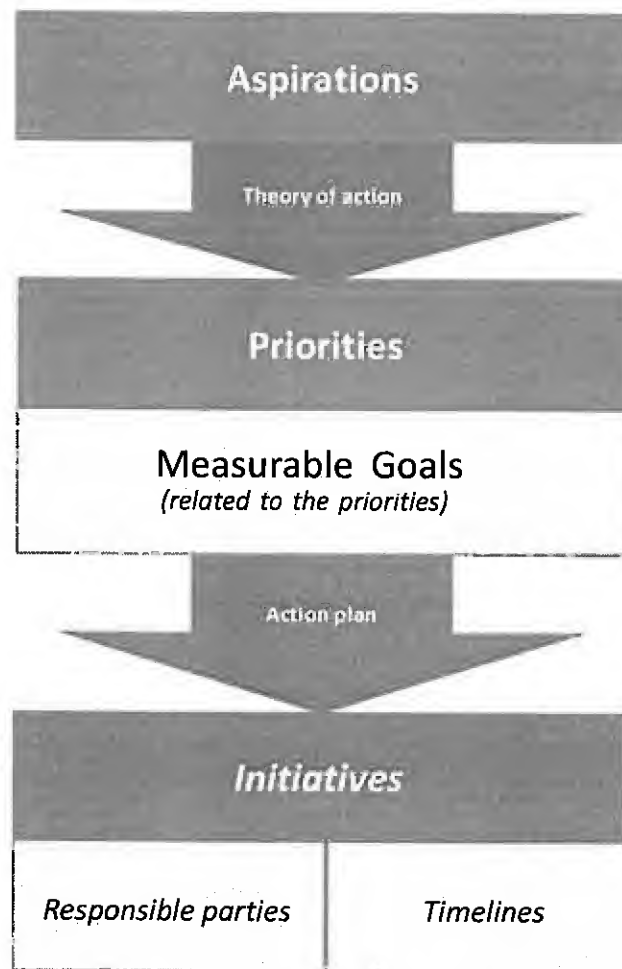 Aspirations
Theory of action
Priorities
Measurable Goals
(related to the priorities)
Action plan
Initiatives
Responsible parties
Timelines